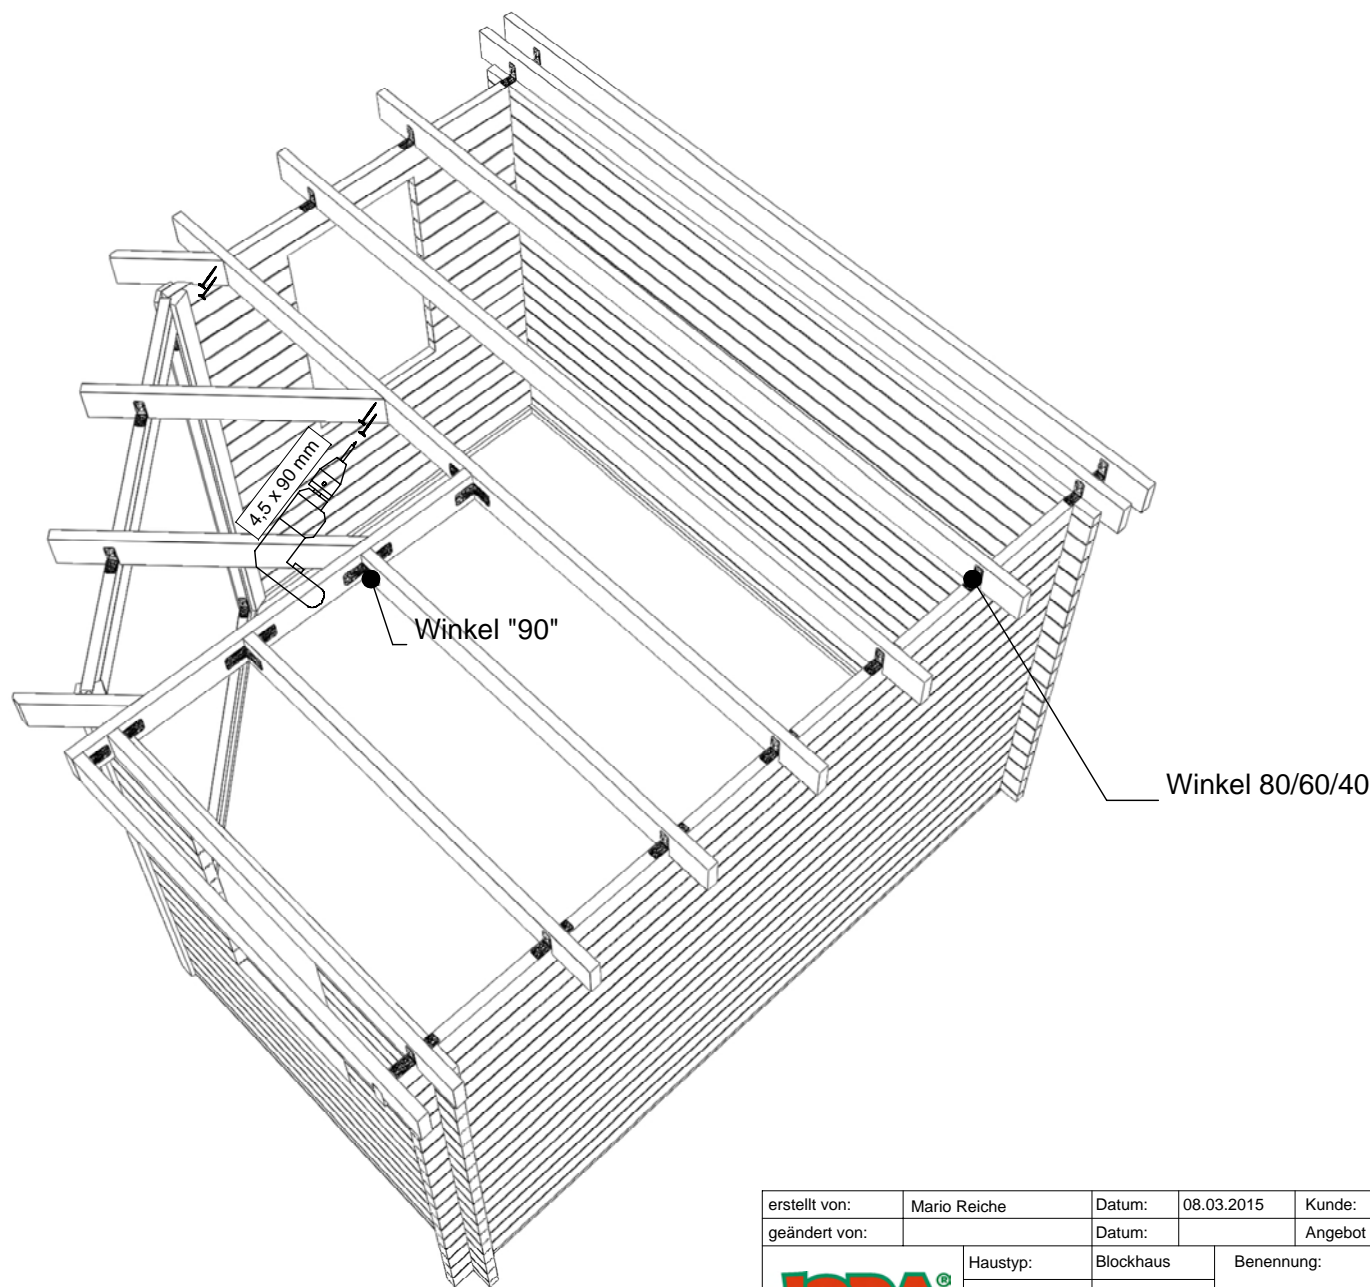 4,5 x 90 mm
Winkel "90"
Winkel 80/60/40
erstellt von: Mario Reiche Datum: 08.03.2015 Kunde:
geändert von: Datum: Angebot
Haustyp: Blockhaus Benennung:
JODA®